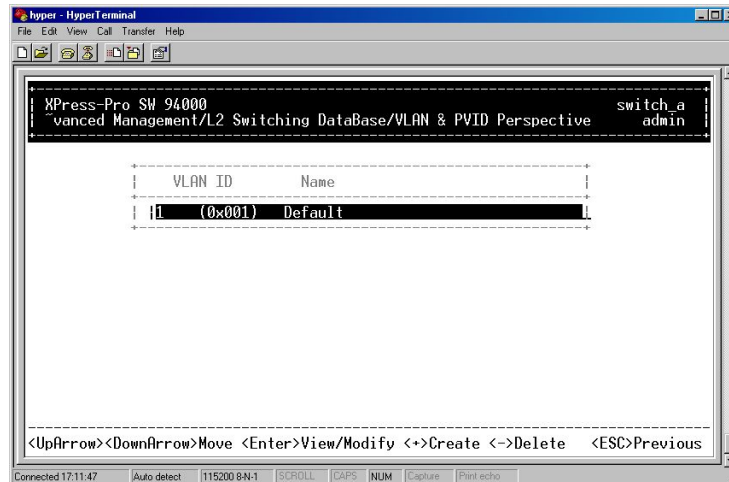 hyper - HyperTerminal
File Edit View Call Transfer Help
XPress-Pro SW 94000 switch_a
~vanced Management/L2 Switching DataBase/VLAN & PVID Perspective admin
VLAN ID Name
1 (0x001) Default
<UpArrow><DownArrow>Move <Enter>View/Modify <+>Create <->Delete <ESC>Previous
Connected 17:11:47 Auto detect 115200 8-N-1 SCROLL CAPS NUM Capture Print echo